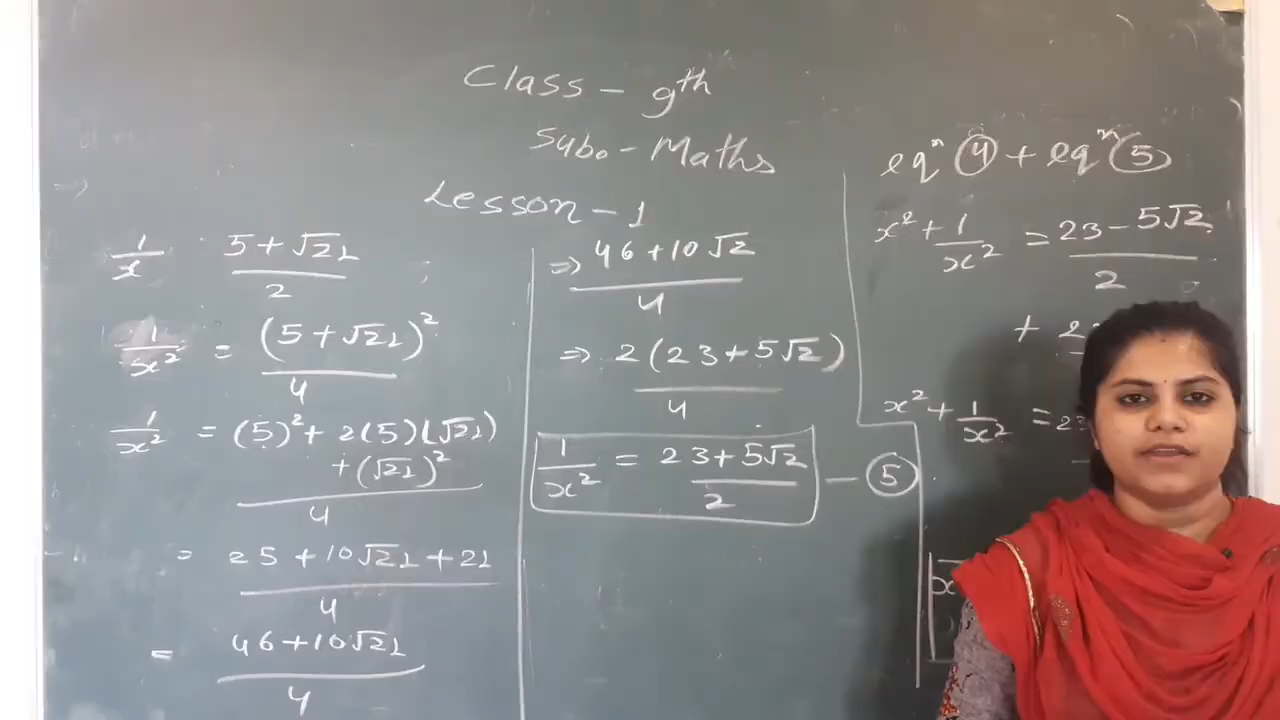 Class - 9th
Sub. - Maths
Lesson - 1
1/x 5+√21/2
1/x² = (5+√21)²/4
1/x² = (5)²+2(5)(√21)+(√21)²/4
= 25+10√21+21/4
= 46+10√21/4
⇒ 46+10√2/4
⇒ 2(23+5√2)/4
1/x² = 23+5√2/2 — ⑤
eqⁿ ④ + eqⁿ ⑤
x²+1/x² = 23-5√2/2
+ 2
x²+1/x² = 23
x